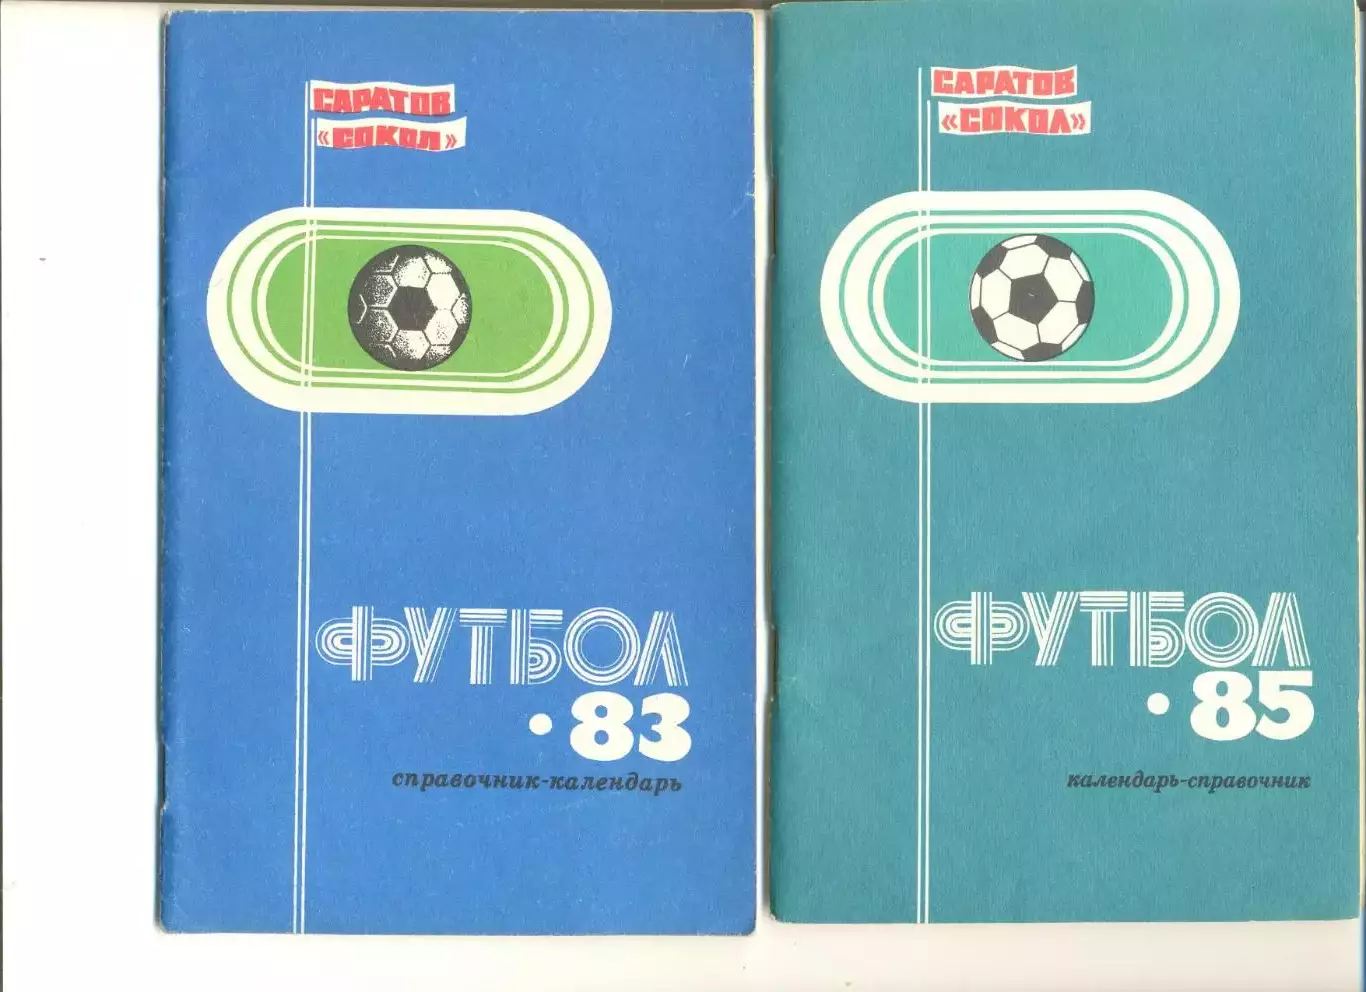 САРАТОВ
«СОКОЛ»
ФУТБОЛ
·83
справочник-календарь
САРАТОВ
«СОКОЛ»
ФУТБОЛ
·85
календарь-справочник